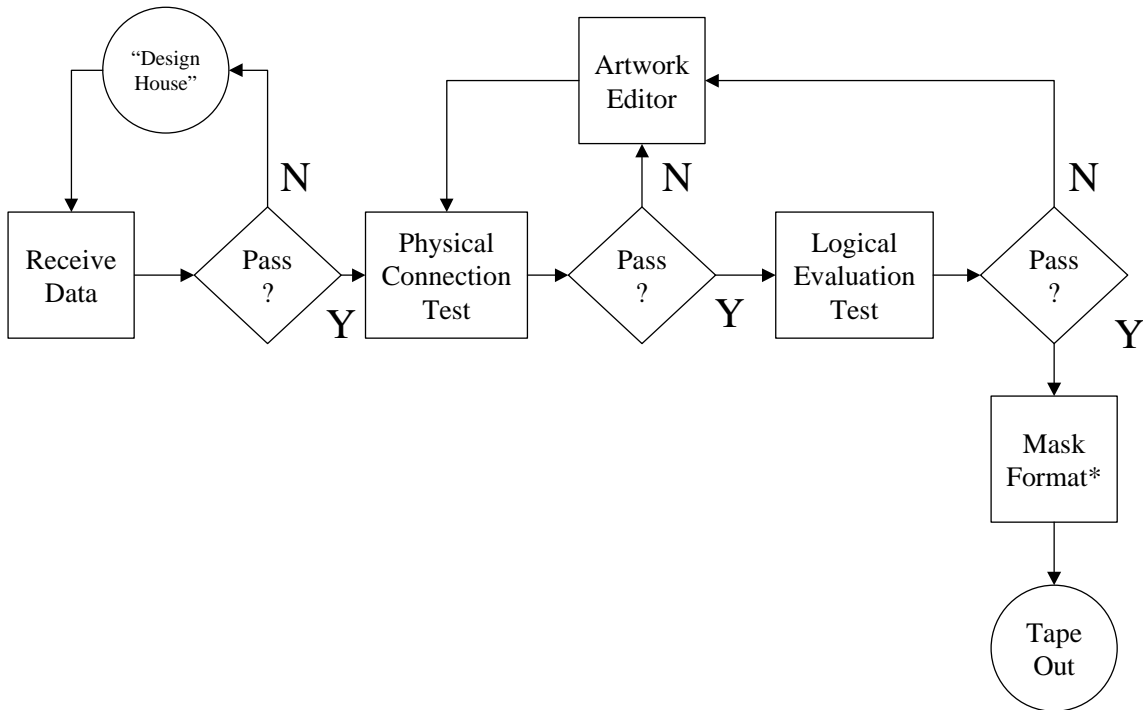 “Design
House”
Artwork
Editor
N
N
N
Receive
Data
Pass
?
Physical
Connection
Test
Pass
?
Logical
Evaluation
Test
Pass
?
Y
Y
Y
Mask
Format*
Tape
Out